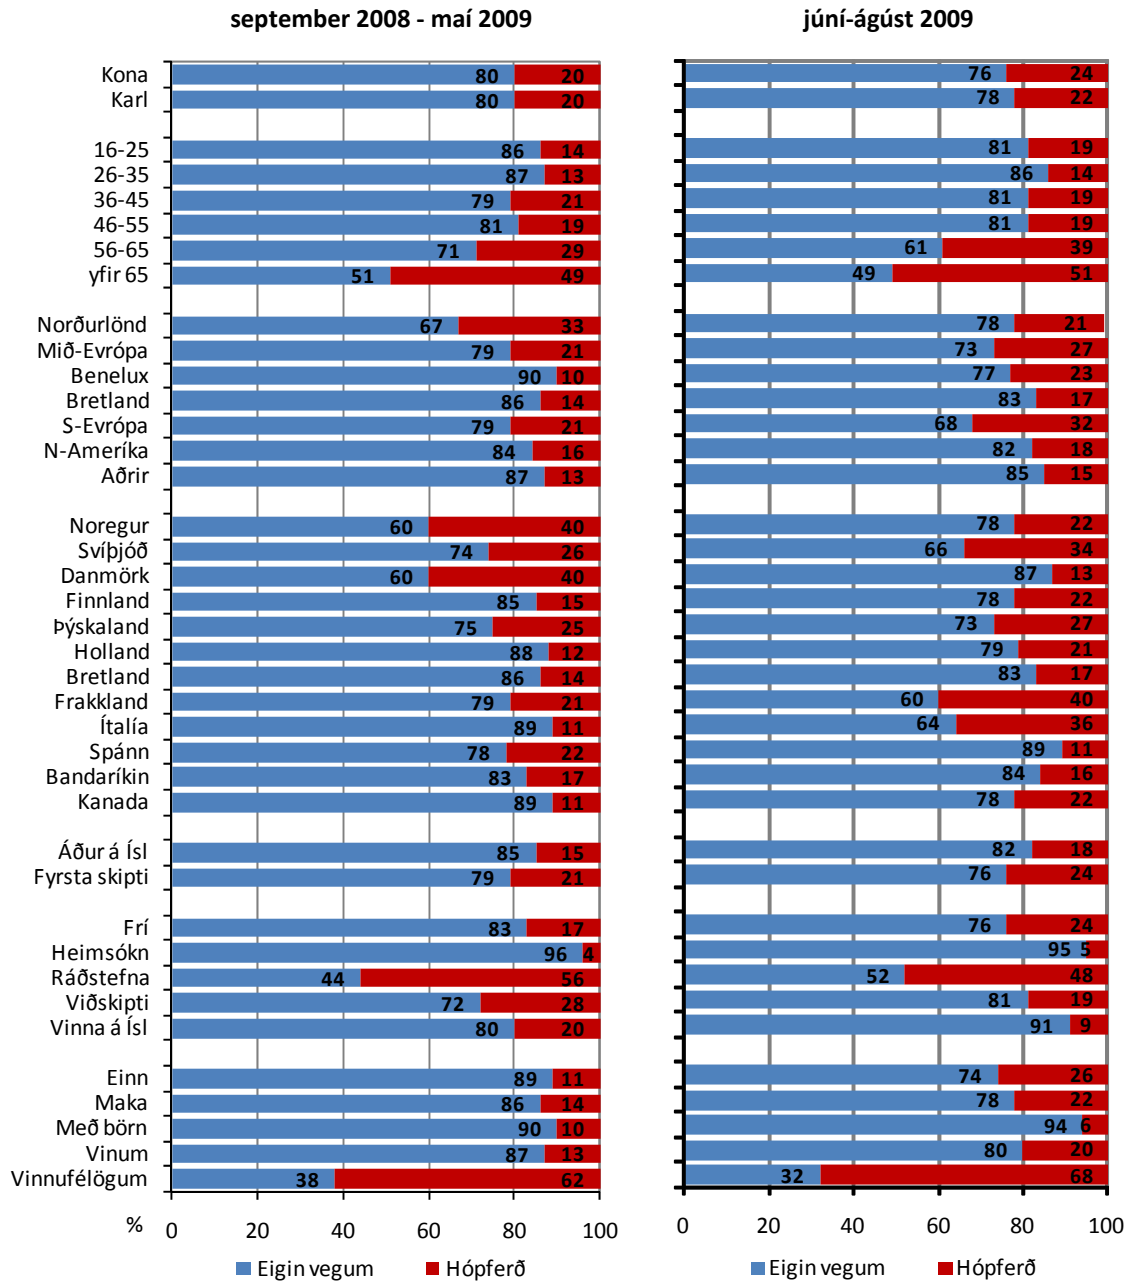 september 2008 - maí 2009 júní-ágúst 2009
Kona 80 20 76 24
Karl 80 20 78 22
16-25 86 14 81 19
26-35 87 13 86 14
36-45 79 21 81 19
46-55 81 19 81 19
56-65 71 29 61 39
yfir 65 51 49 49 51
Norðurlönd 67 33 78 21
Mið-Evrópa 79 21 73 27
Benelux 90 10 77 23
Bretland 86 14 83 17
S-Evrópa 79 21 68 32
N-Ameríka 84 16 82 18
Aðrir 87 13 85 15
Noregur 60 40 78 22
Svíþjóð 74 26 66 34
Danmörk 60 40 87 13
Finnland 85 15 78 22
Þýskaland 75 25 73 27
Holland 88 12 79 21
Bretland 86 14 83 17
Frakkland 79 21 60 40
Ítalía 89 11 64 36
Spánn 78 22 89 11
Bandaríkin 83 17 84 16
Kanada 89 11 78 22
Áður á Ísl 85 15 82 18
Fyrsta skipti 79 21 76 24
Frí 83 17 76 24
Heimsókn 96 4 95 5
Ráðstefna 44 56 52 48
Viðskipti 72 28 81 19
Vinna á Ísl 80 20 91 9
Einn 89 11 74 26
Maka 86 14 78 22
Með börn 90 10 94 6
Vinum 87 13 80 20
Vinnufélögum 38 62 32 68
% 0 20 40 60 80 100 0 20 40 60 80 100
Eigin vegum Hópferð Eigin vegum Hópferð